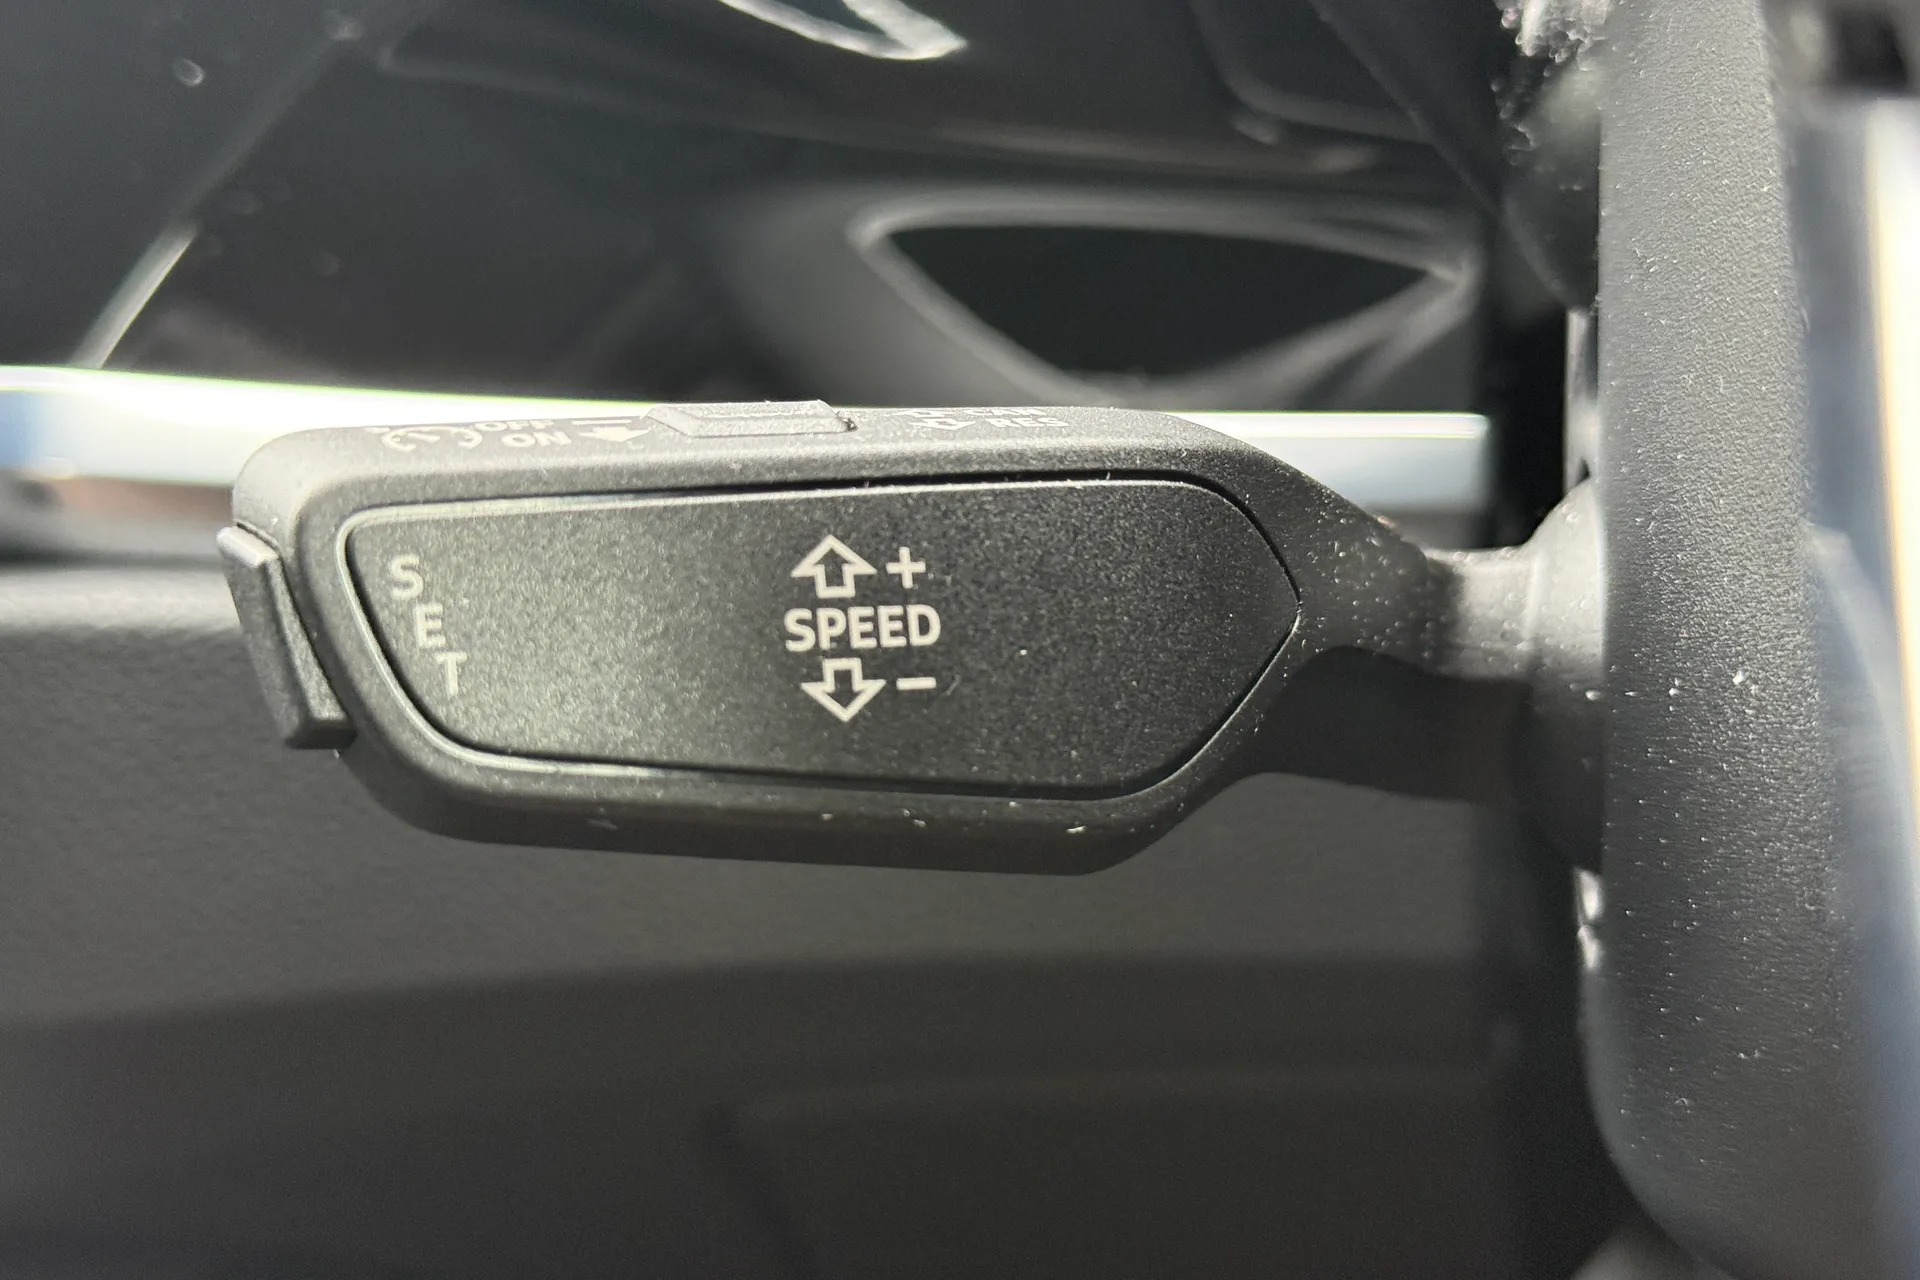 OFF
ON
CAN
RES
SET
+
SPEED
-